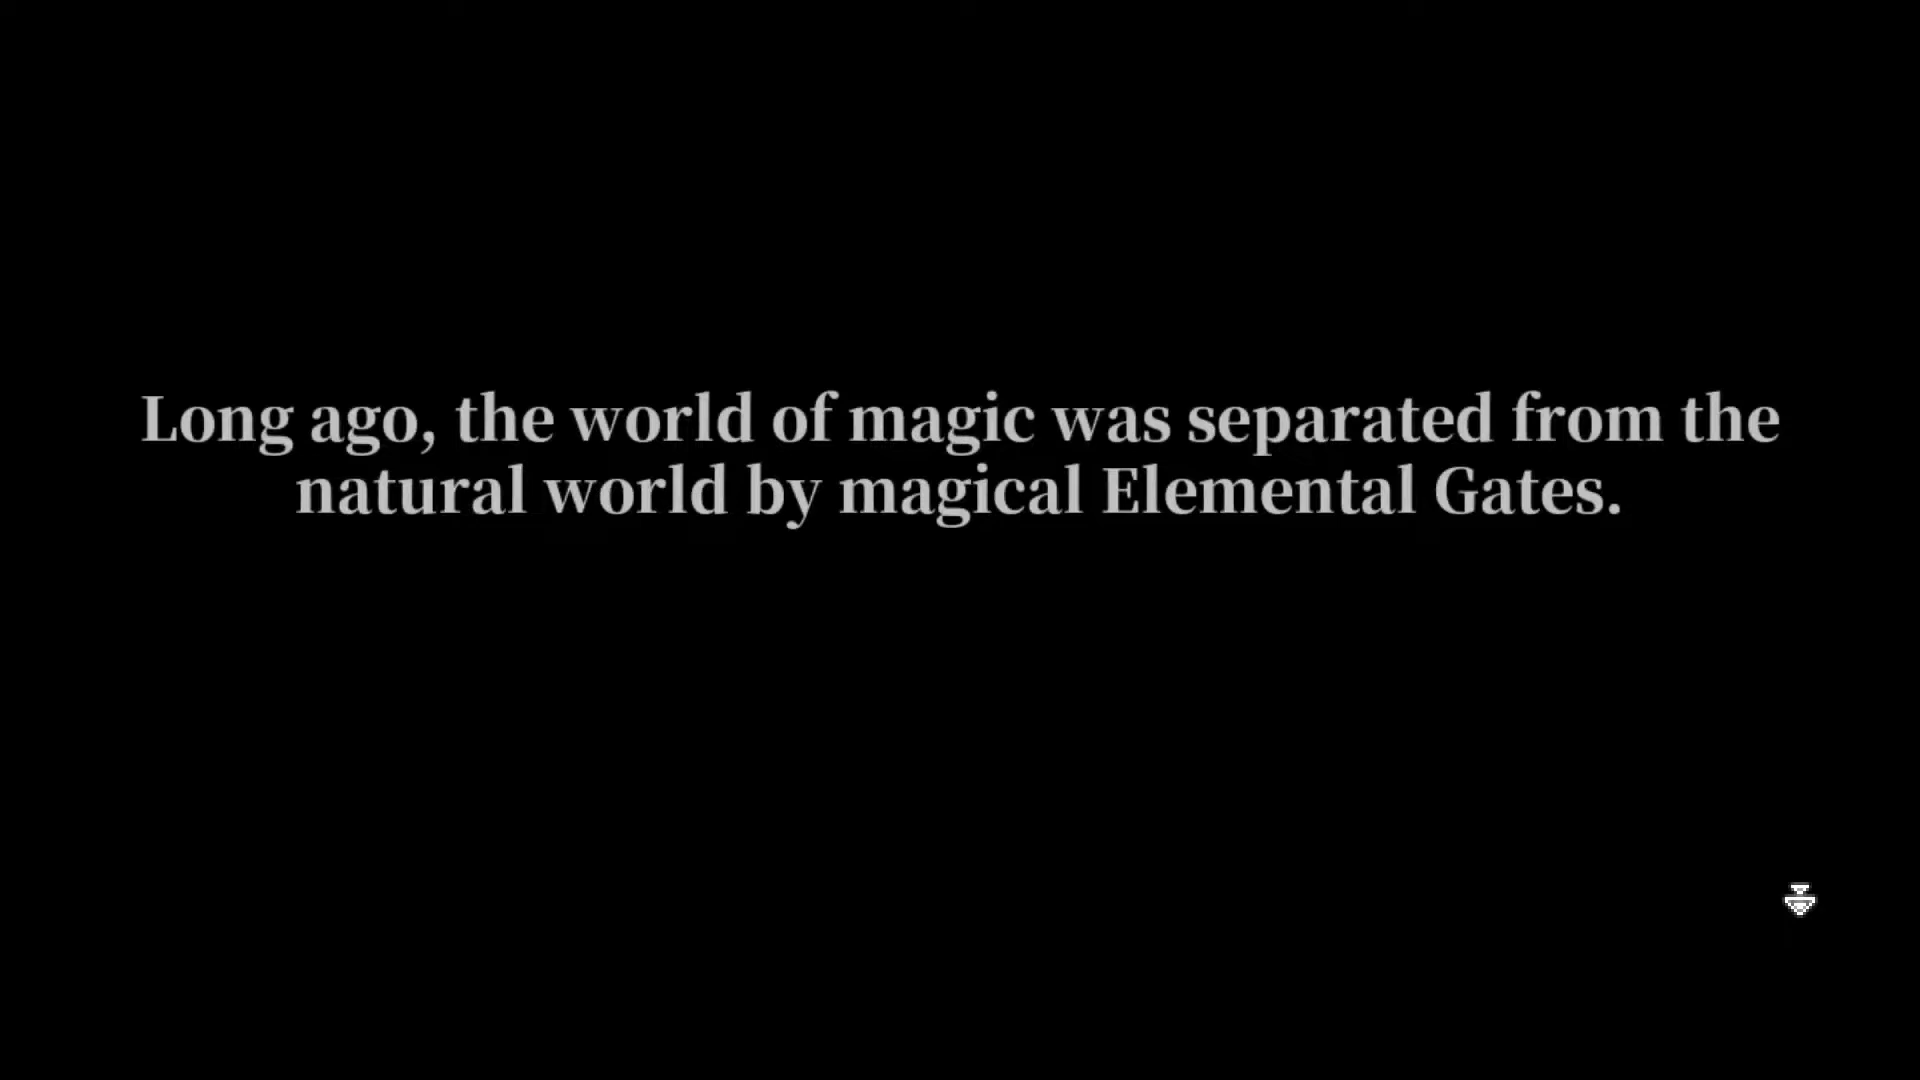 Long ago, the world of magic was separated from the
natural world by magical Elemental Gates.